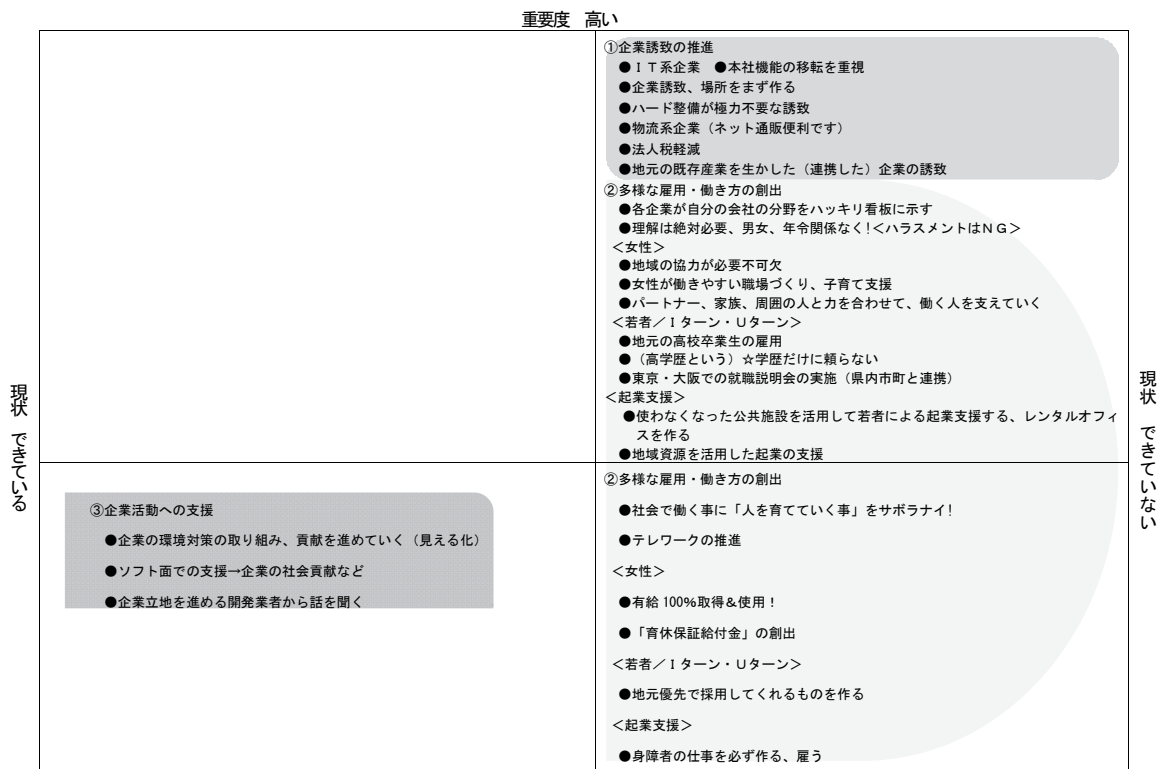 重要度　高い
①企業誘致の推進
●ＩＴ系企業　●本社機能の移転を重視
●企業誘致、場所をまず作る
●ハード整備が極力不要な誘致
●物流系企業（ネット通販便利です）
●法人税軽減
●地元の既存産業を生かした（連携した）企業の誘致
②多様な雇用・働き方の創出
●各企業が自分の会社の分野をハッキリ看板に示す
●理解は絶対必要、男女、年令関係なく!＜ハラスメントはＮＧ＞
＜女性＞
●地域の協力が必要不可欠
●女性が働きやすい職場づくり、子育て支援
●パートナー、家族、周囲の人と力を合わせて、働く人を支えていく
＜若者／Ｉターン・Ｕターン＞
●地元の高校卒業生の雇用
●（高学歴という）☆学歴だけに頼らない
●東京・大阪での就職説明会の実施（県内市町と連携）
＜起業支援＞
●使わなくなった公共施設を活用して若者による起業支援する、レンタルオフィ
スを作る
●地域資源を活用した起業の支援
現状　できている
現状　できていない
③企業活動への支援
●企業の環境対策の取り組み、貢献を進めていく（見える化）
●ソフト面での支援→企業の社会貢献など
●企業立地を進める開発業者から話を聞く
②多様な雇用・働き方の創出
●社会で働く事に「人を育てていく事」をサボラナイ!
●テレワークの推進
＜女性＞
●有給 100％取得＆使用！
●「育休保証給付金」の創出
＜若者／Ｉターン・Ｕターン＞
●地元優先で採用してくれるものを作る
＜起業支援＞
●身障者の仕事を必ず作る、雇う